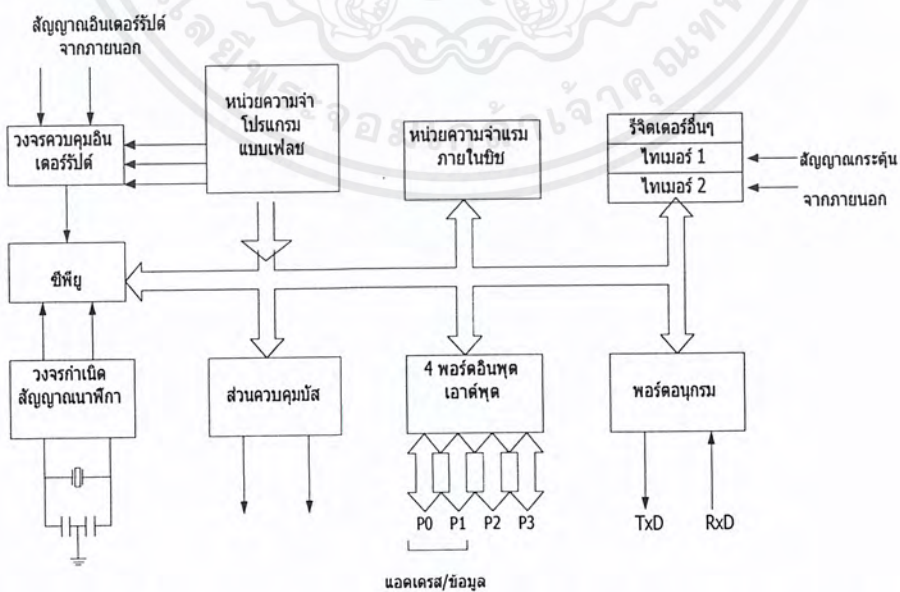 สัญญาณอินเตอร์รัปต์
จากภายนอก
วงจรควบคุมอิน
เตอร์รัปต์
หน่วยความจำ
โปรแกรม
แบบเฟลช
หน่วยความจำแรม
ภายในชิช
รีจิตเตอร์อื่นๆ
ไทเมอร์ 1
ไทเมอร์ 2
สัญญาณกระตุ้น
จากภายนอก
ซีพียู
วงจรกำเนิด
สัญญาณนาฬิกา
ส่วนควบคุมบัส
4 พอร์ตอินพุต
เอาต์พุต
พอร์ตอนุกรม
P0 P1 P2 P3
TxD RxD
แอดเดรส/ข้อมูล